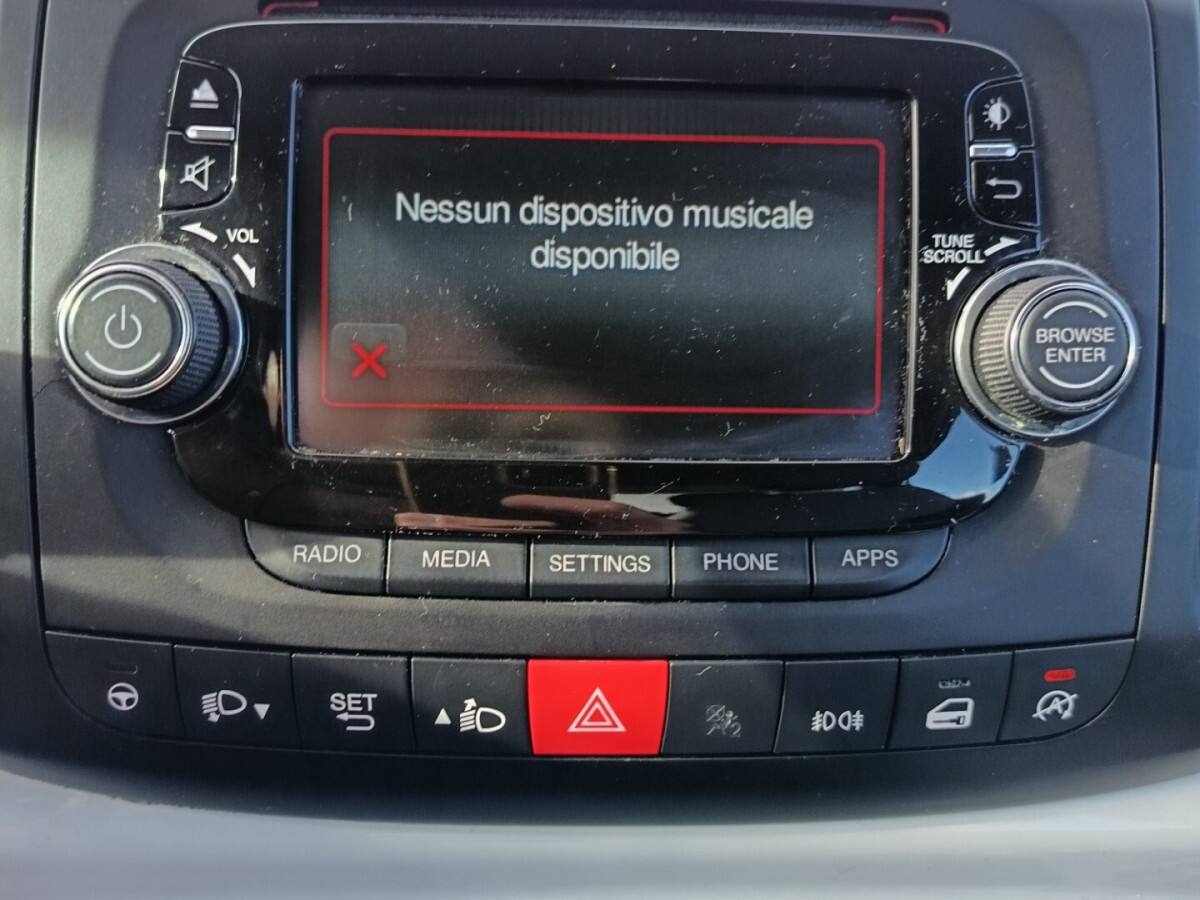 VOL
Nessun dispositivo musicale
disponibile
TUNE
SCROLL
BROWSE
ENTER
RADIO
MEDIA
SETTINGS
PHONE
APPS
SET